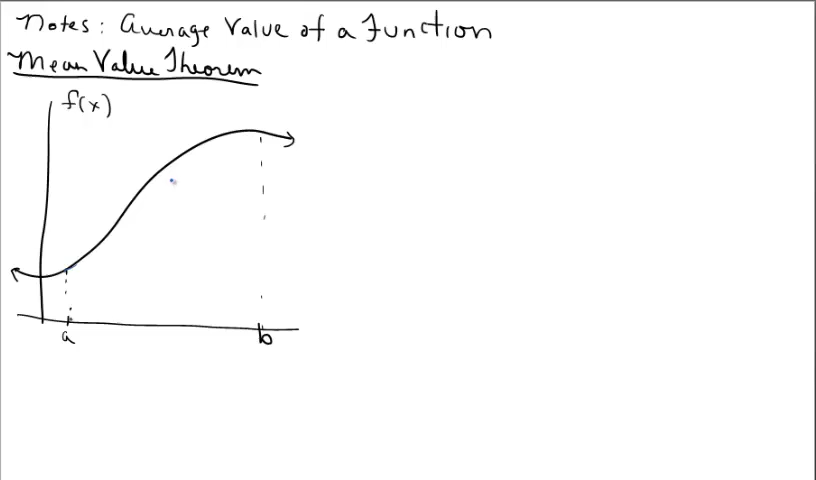 Notes: Average Value of a Function
Mean Value Theorem
f(x)
a b